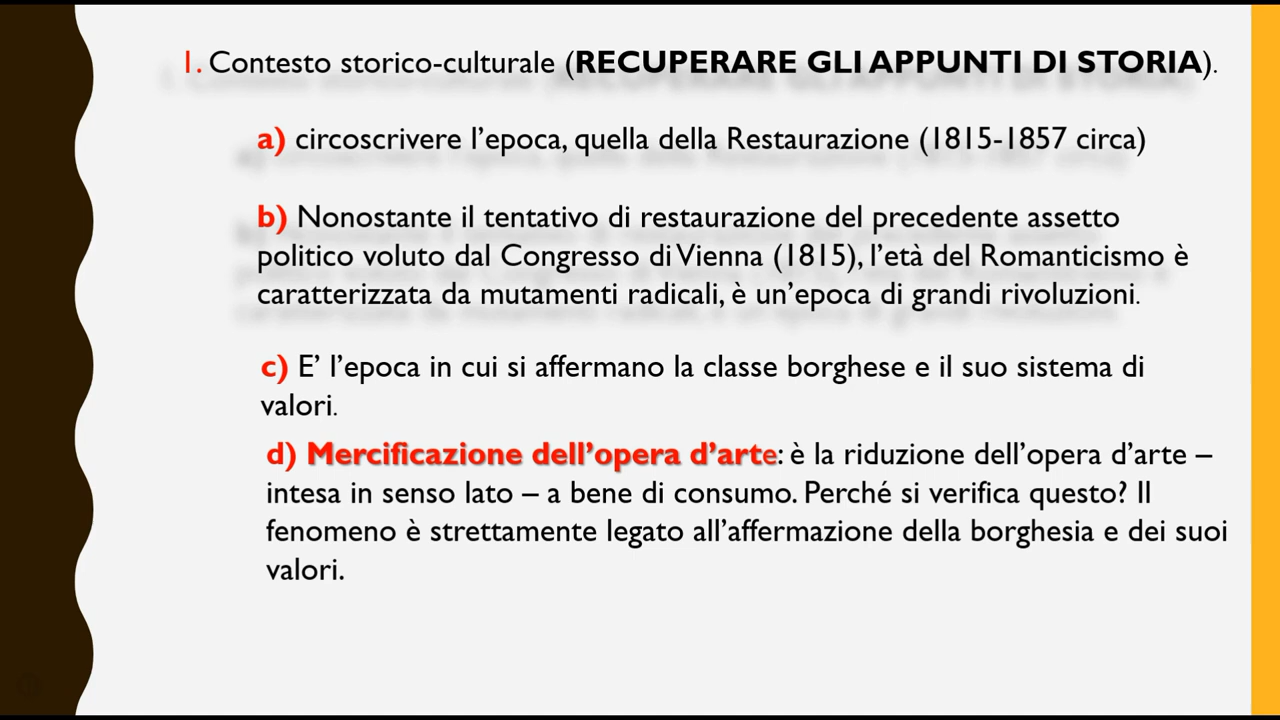 1. Contesto storico-culturale (RECUPERARE GLI APPUNTI DI STORIA).
a) circoscrivere l’epoca, quella della Restaurazione (1815-1857 circa)
b) Nonostante il tentativo di restaurazione del precedente assetto
politico voluto dal Congresso di Vienna (1815), l’età del Romanticismo è
caratterizzata da mutamenti radicali, è un’epoca di grandi rivoluzioni.
c) E’ l’epoca in cui si affermano la classe borghese e il suo sistema di
valori.
d) Mercificazione dell’opera d’arte: è la riduzione dell’opera d’arte –
intesa in senso lato – a bene di consumo. Perché si verifica questo? Il
fenomeno è strettamente legato all’affermazione della borghesia e dei suoi
valori.